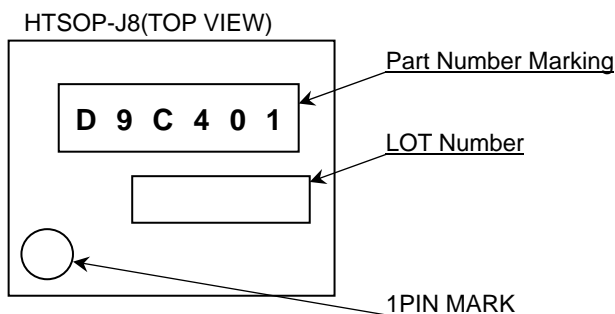 HTSOP-J8(TOP VIEW)
Part Number Marking
D 9 C 4 0 1
LOT Number
1PIN MARK